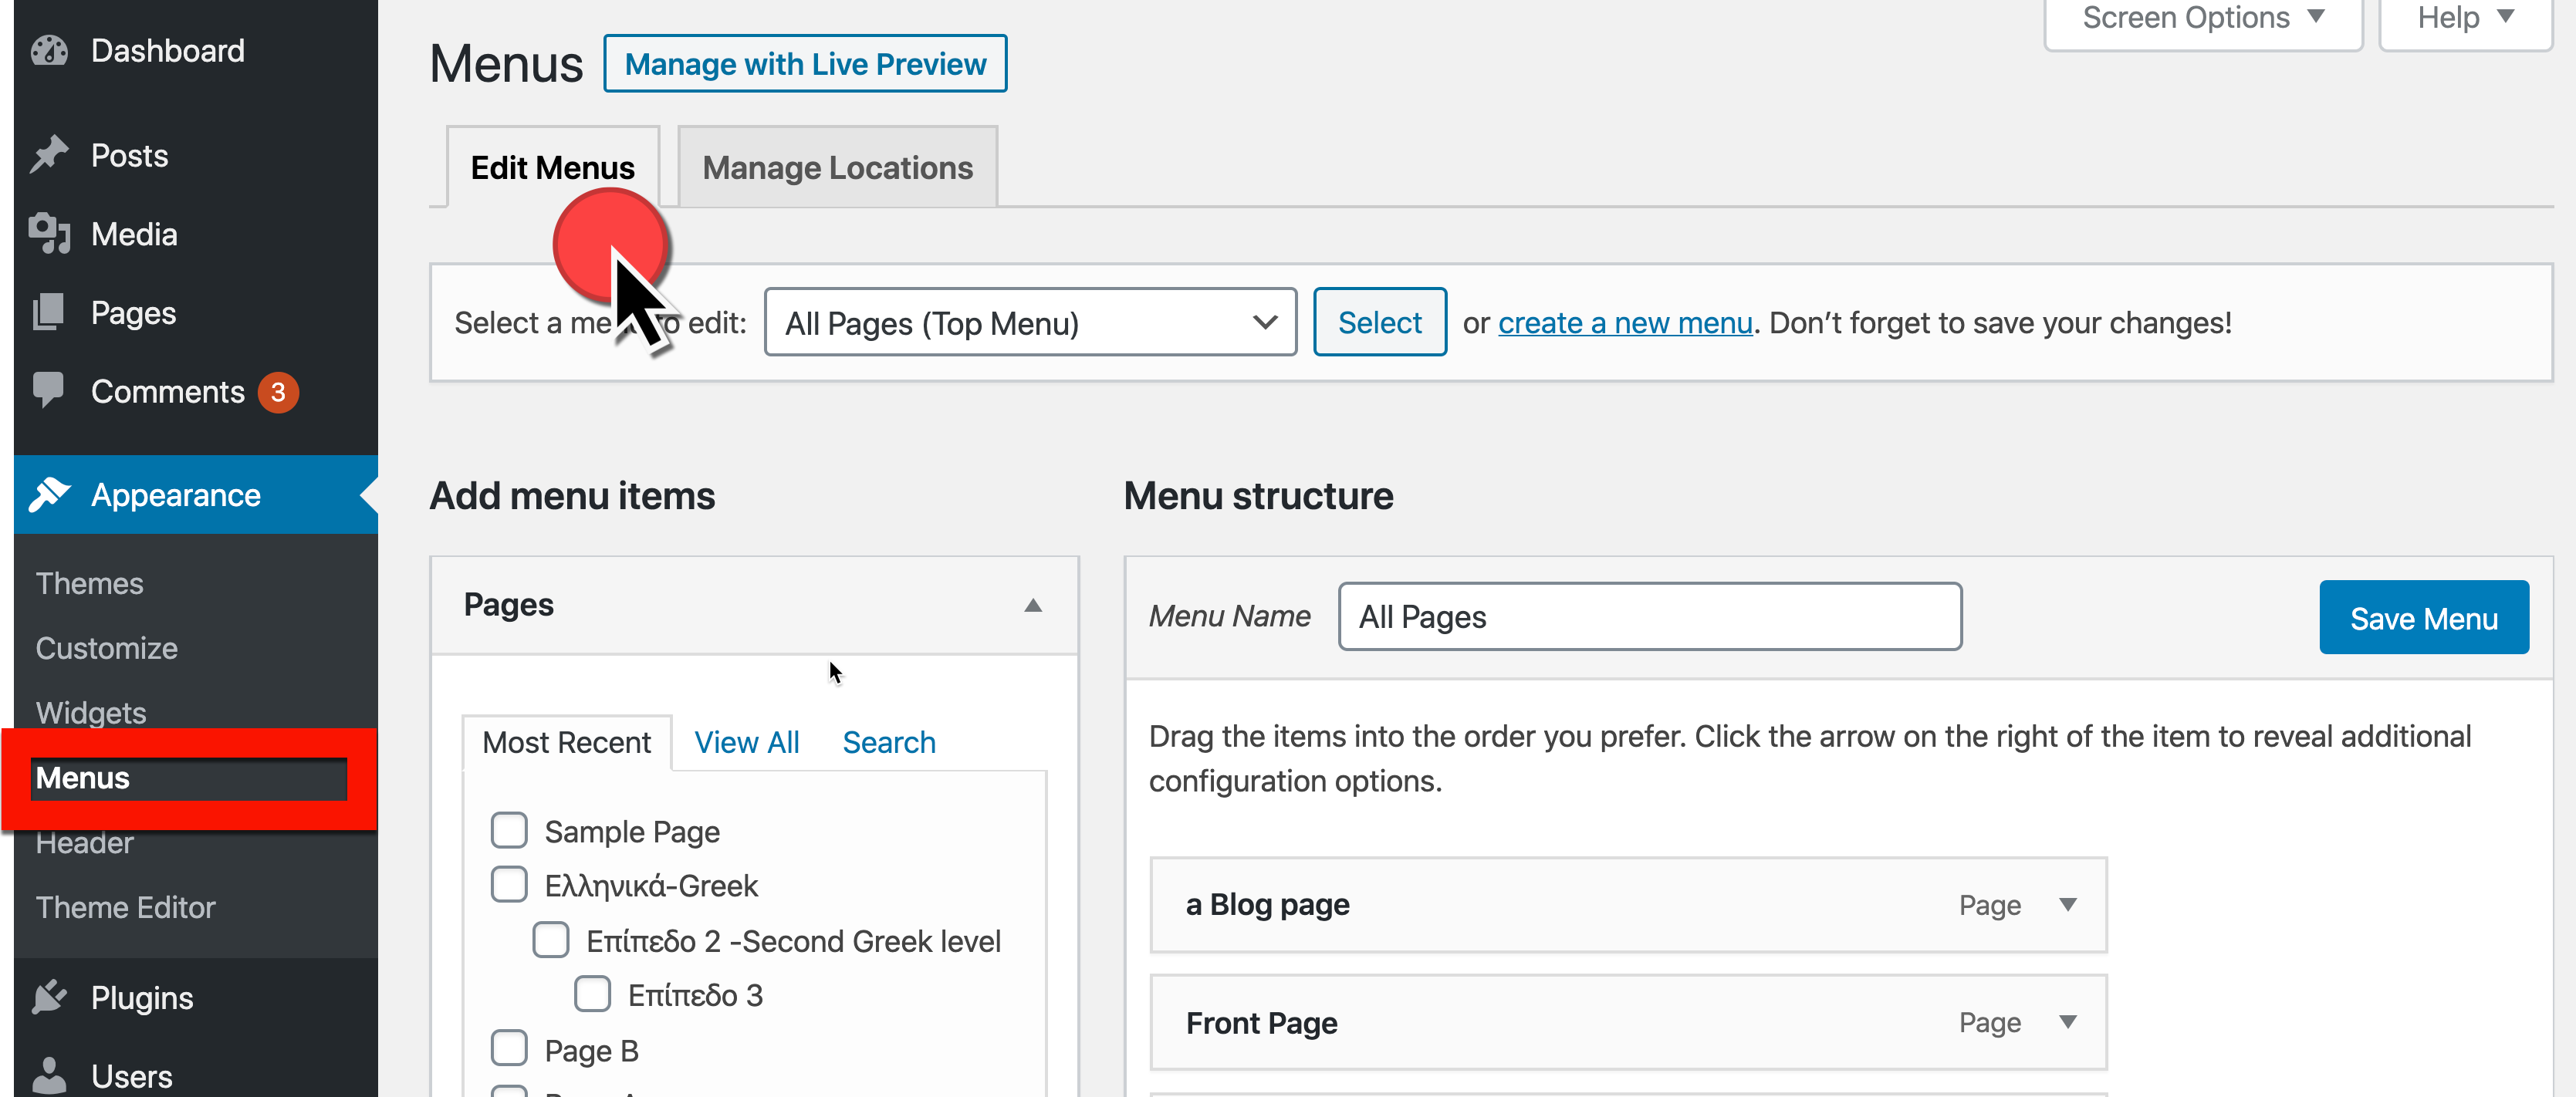 Dashboard
Posts
Media
Pages
Comments 3
Appearance
Themes
Customize
Widgets
Menus
Header
Theme Editor
Plugins
Users
Screen Options
Help
Menus
Manage with Live Preview
Edit Menus
Manage Locations
Select a me to edit:
All Pages (Top Menu)
Select
or create a new menu. Don’t forget to save your changes!
Add menu items
Pages
Most Recent
View All
Search
Sample Page
Ελληνικά-Greek
Επίπεδο 2 -Second Greek level
Επίπεδο 3
Page B
Menu structure
Menu Name
All Pages
Save Menu
Drag the items into the order you prefer. Click the arrow on the right of the item to reveal additional
configuration options.
a Blog page
Page
Front Page
Page